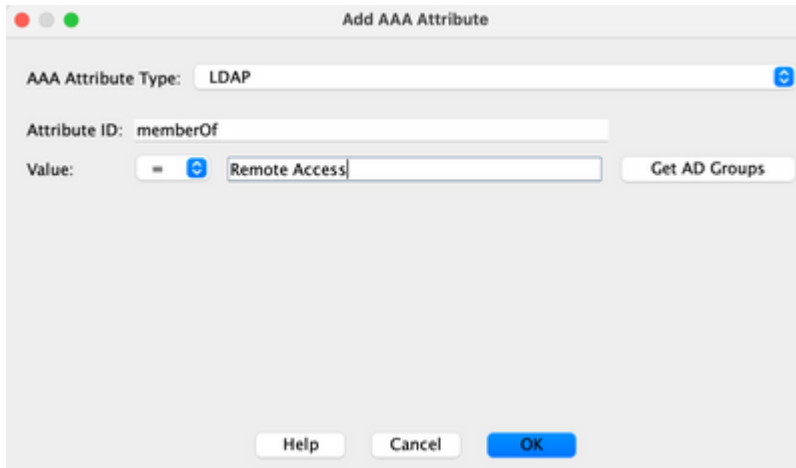 Add AAA Attribute
AAA Attribute Type: LDAP
Attribute ID: memberOf
Value: = Remote Access Get AD Groups
Help Cancel OK